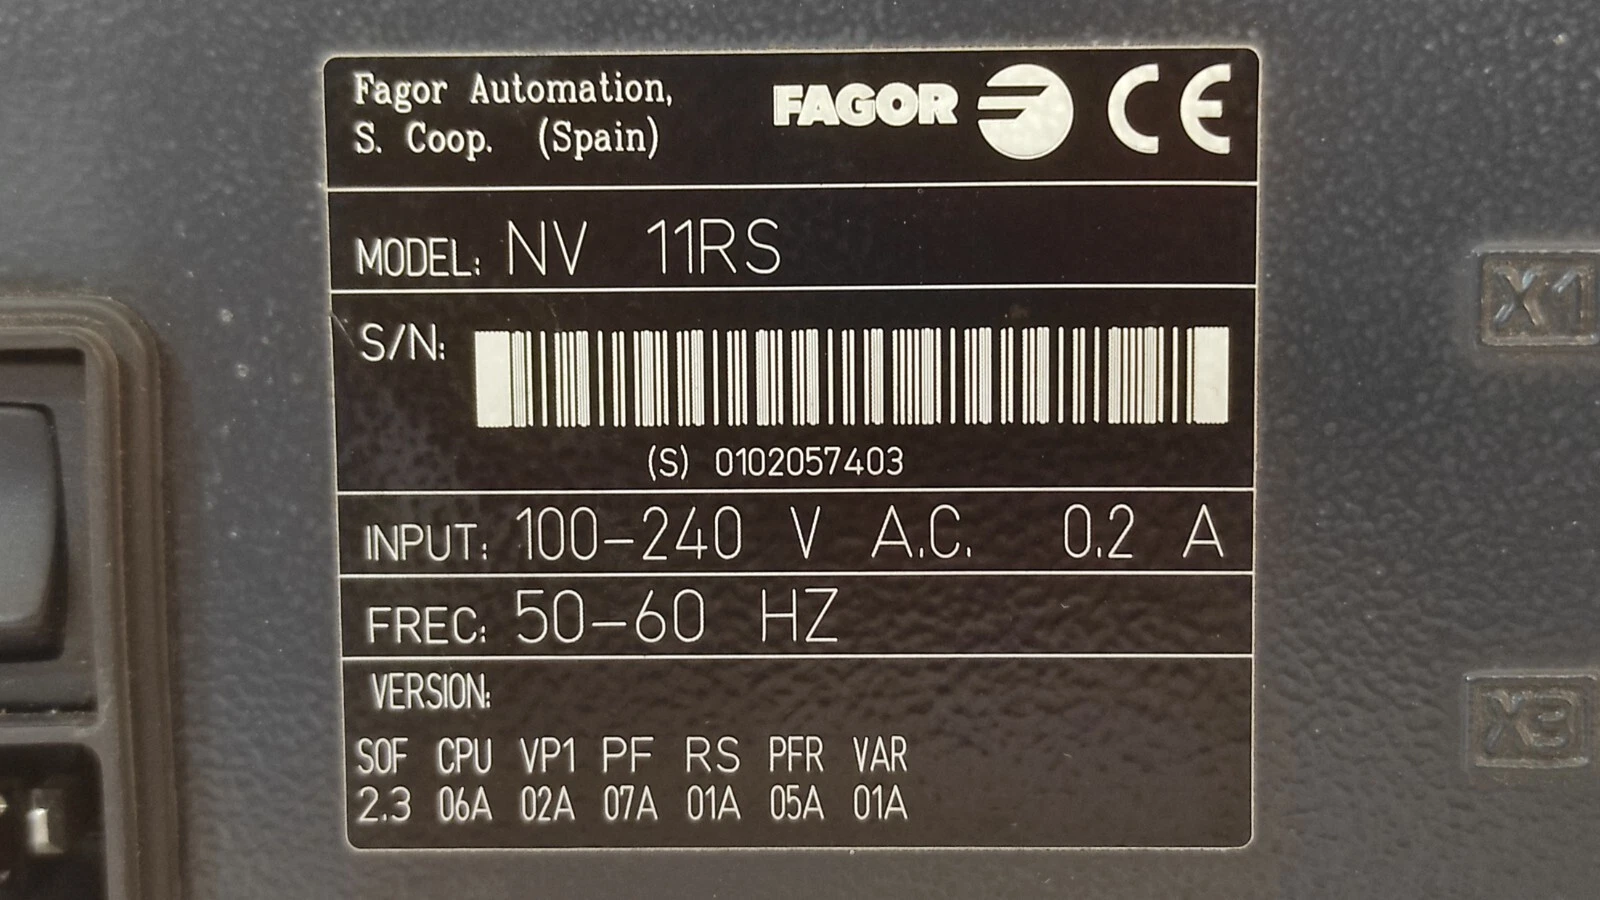 Fagor Automation,
S. Coop. (Spain)
FAGOR CE
MODEL: NV 11RS
S/N:
(S) 0102057403
INPUT: 100-240 V A.C. 0.2 A
FREC: 50-60 HZ
VERSION:
SOF CPU VP1 PF RS PFR VAR
2.3 06A 02A 07A 01A 05A 01A
X1
X3